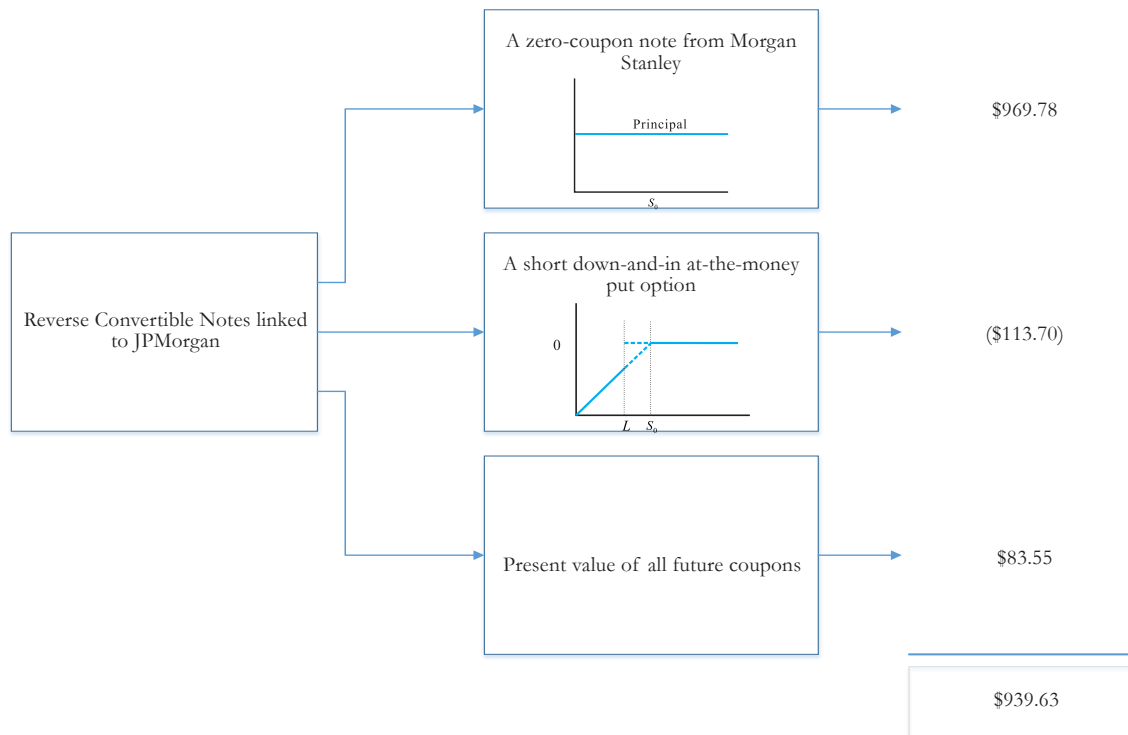 A zero-coupon note from Morgan
Stanley
Principal
S₀
$969.78
Reverse Convertible Notes linked
to JPMorgan
A short down-and-in at-the-money
put option
0
L S₀
($113.70)
Present value of all future coupons
$83.55
$939.63